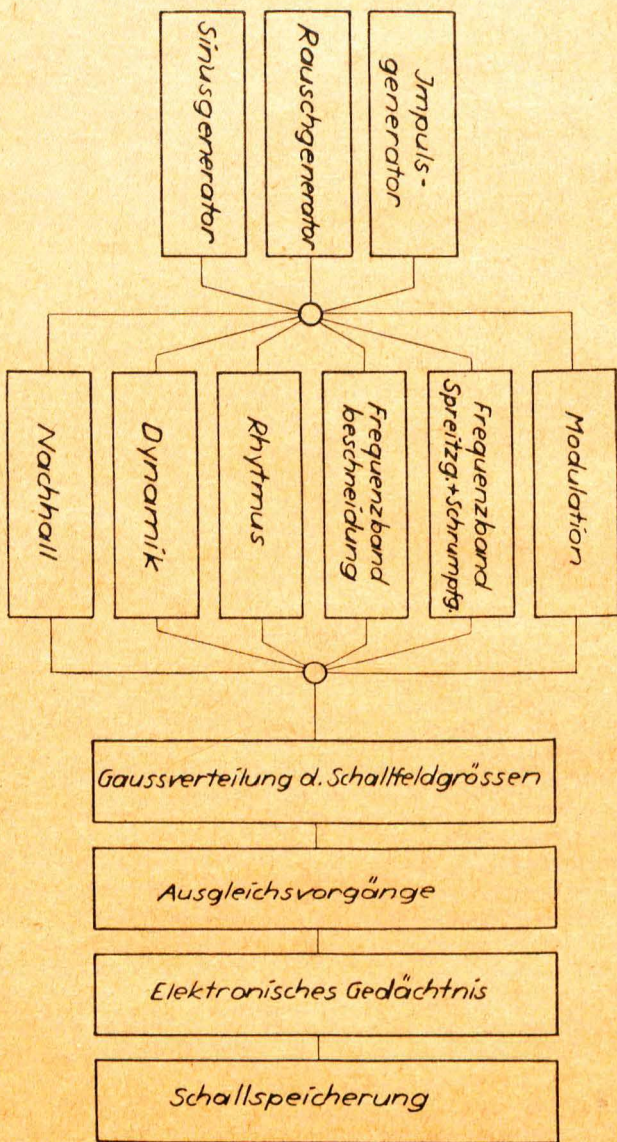 Sinusgenerator
Rauschgenerator
Jmpuls-
generator
Nachhall
Dynamik
Rhytmus
Frequenzband
beschneidung
Frequenzband
Spreitzg.+Schrumpfg.
Modulation
Gaussverteilung d. Schallfeldgrössen
Ausgleichsvorgänge
Elektronisches Gedächtnis
Schallspeicherung